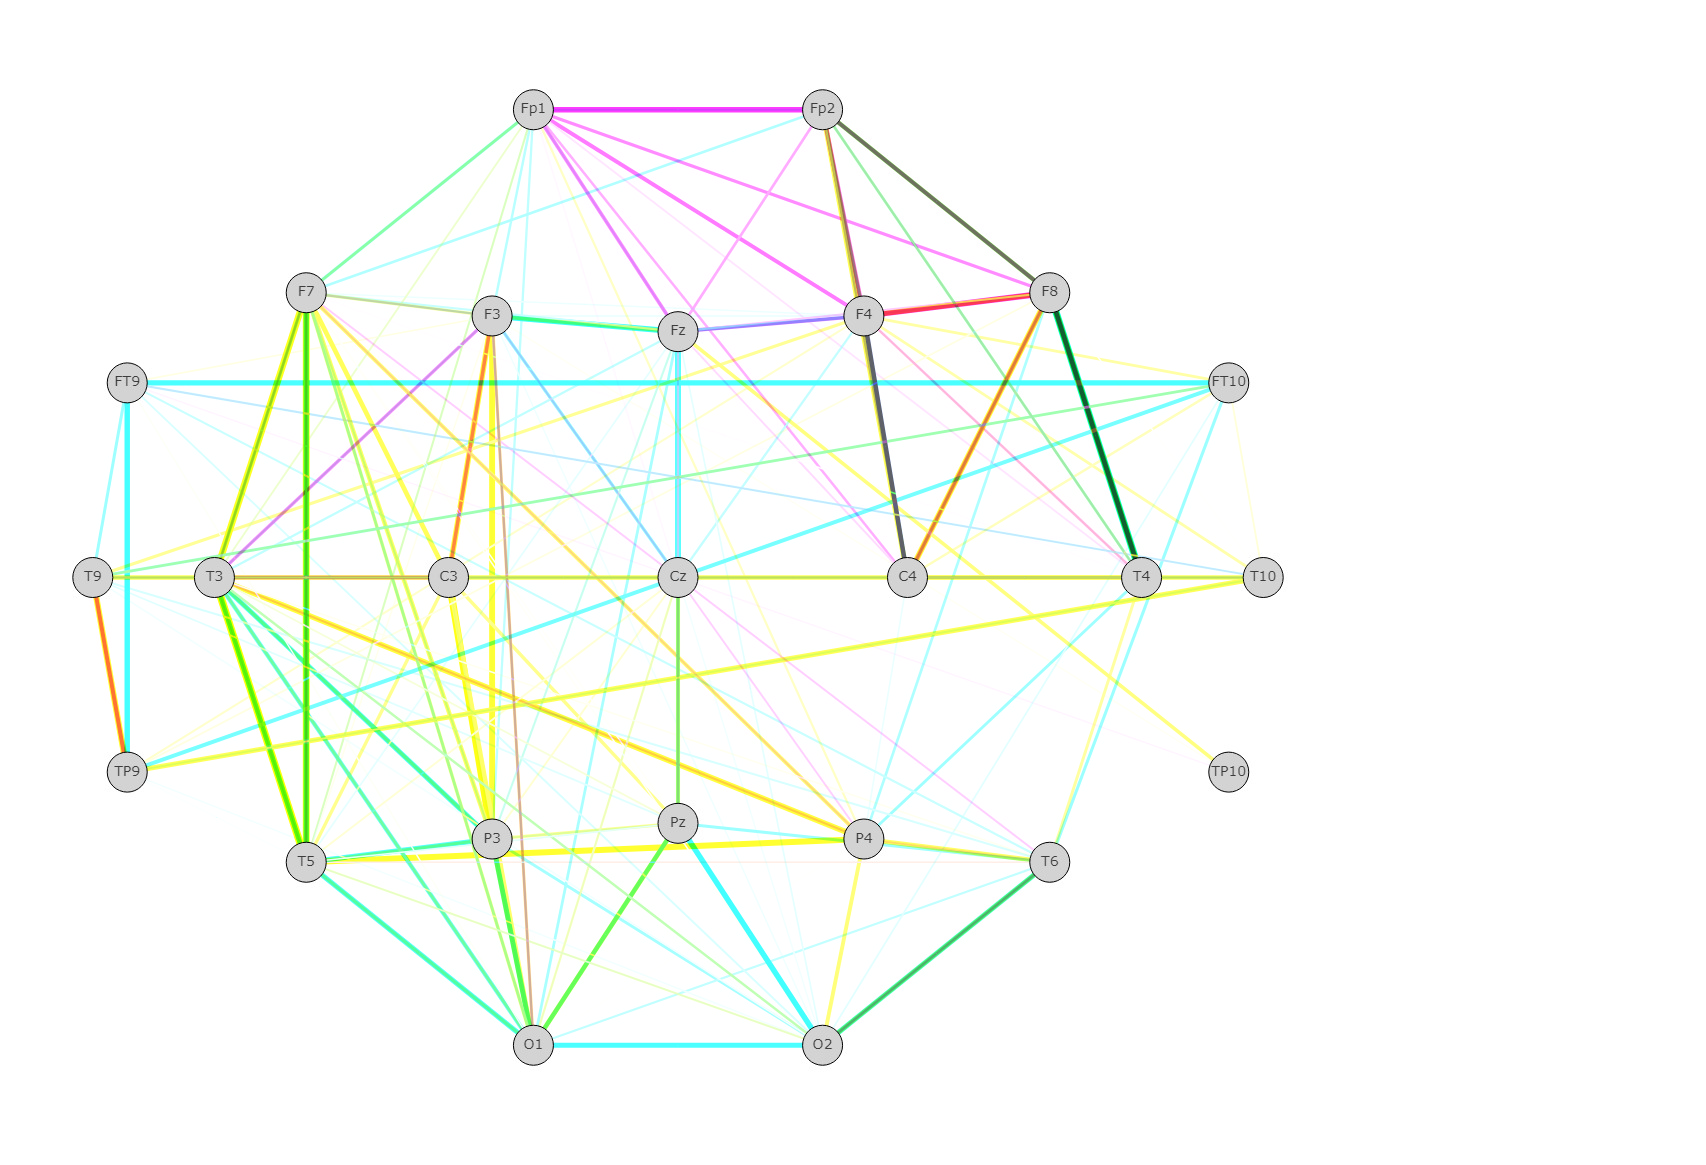 Fp1 Fp2
F7 F8
F3 Fz F4
FT9 FT10
T9 T3 C3 Cz C4 T4 T10
TP9 TP10
Pz
P3 P4
T5 T6
O1 O2